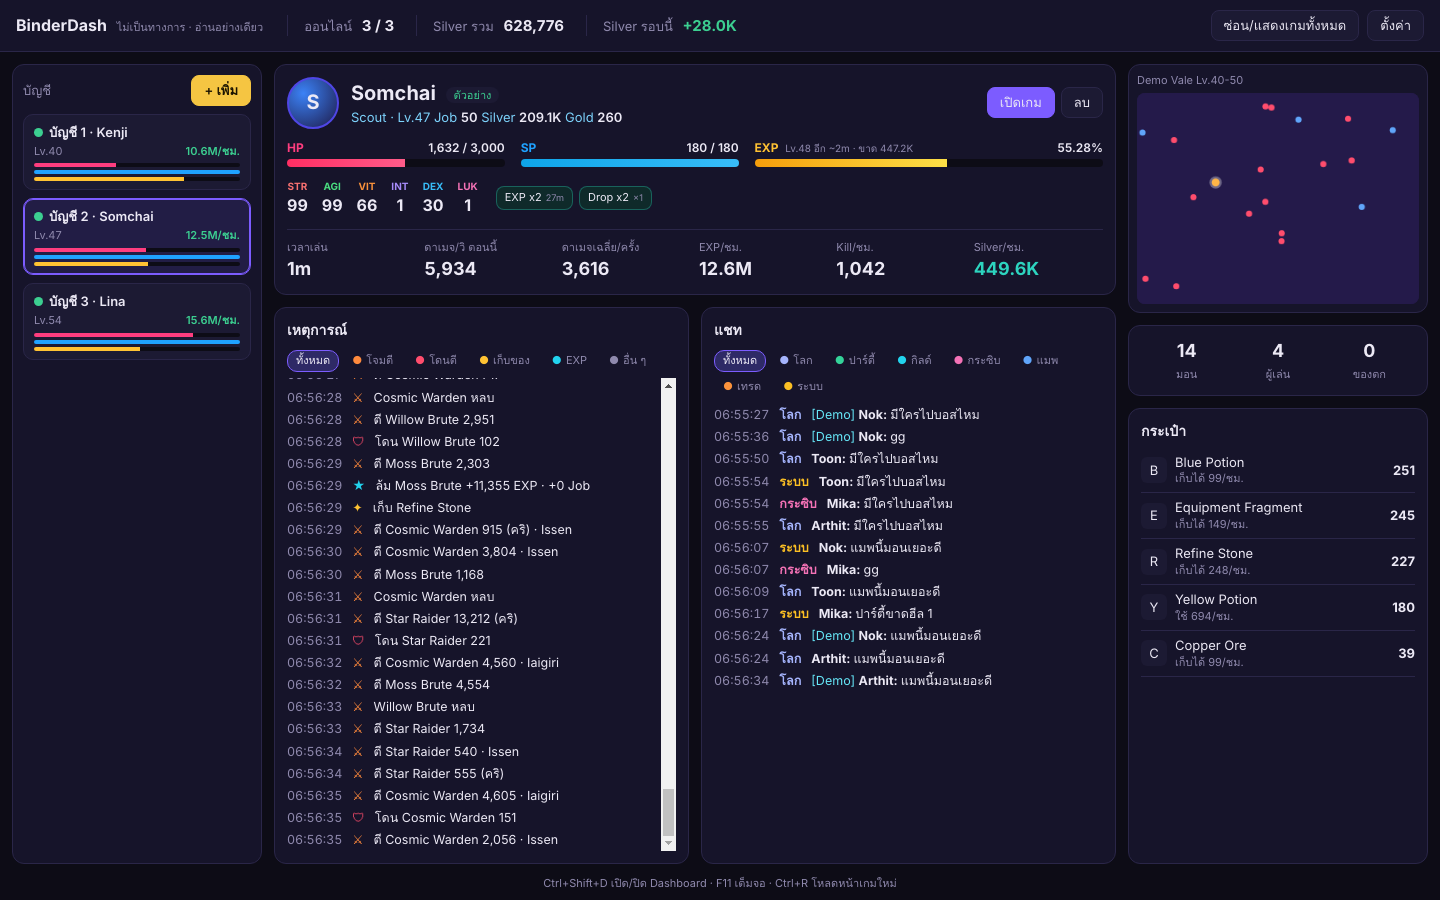 BinderDash ไม่เป็นทางการ · อ่านอย่างเดียว ออนไลน์ 3 / 3 Silver รวม 628,776 Silver รอบนี้ +28.0K ซ่อน/แสดงเกมทั้งหมด ตั้งค่า
บัญชี + เพิ่ม
บัญชี 1 · Kenji
Lv.40 10.6M/ชม.
บัญชี 2 · Somchai
Lv.47 12.5M/ชม.
บัญชี 3 · Lina
Lv.54 15.6M/ชม.
S Somchai ตัวอย่าง
Scout · Lv.47 Job 50 Silver 209.1K Gold 260
เปิดเกม ลบ
HP 1,632 / 3,000 SP 180 / 180 EXP Lv.48 อีก ~2m · ขาด 447.2K 55.28%
STR AGI VIT INT DEX LUK
99 99 66 1 30 1
EXP x2 27m Drop x2 ×1
เวลาเล่น ดาเมจ/วิ ตอนนี้ ดาเมจเฉลี่ย/ครั้ง EXP/ชม. Kill/ชม. Silver/ชม.
1m 5,934 3,616 12.6M 1,042 449.6K
เหตุการณ์
ทั้งหมด โจมตี โดนตี เก็บของ EXP อื่น ๆ
06:56:28 ⚔ Cosmic Warden หลบ
06:56:28 ⚔ ตี Willow Brute 2,951
06:56:28 🛡 โดน Willow Brute 102
06:56:29 ⚔ ตี Moss Brute 2,303
06:56:29 ★ ล้ม Moss Brute +11,355 EXP · +0 Job
06:56:29 ✦ เก็บ Refine Stone
06:56:29 ⚔ ตี Cosmic Warden 915 (คริ) · Issen
06:56:30 ⚔ ตี Cosmic Warden 3,804 · Issen
06:56:30 ⚔ ตี Moss Brute 1,168
06:56:31 ⚔ Cosmic Warden หลบ
06:56:31 ⚔ ตี Star Raider 13,212 (คริ)
06:56:31 🛡 โดน Star Raider 221
06:56:32 ⚔ ตี Cosmic Warden 4,560 · Iaigiri
06:56:32 ⚔ ตี Moss Brute 4,554
06:56:33 ⚔ Willow Brute หลบ
06:56:33 ⚔ ตี Star Raider 1,734
06:56:34 ⚔ ตี Star Raider 540 · Issen
06:56:34 ⚔ ตี Star Raider 555 (คริ)
06:56:35 ⚔ ตี Cosmic Warden 4,605 · Iaigiri
06:56:35 🛡 โดน Cosmic Warden 151
06:56:35 ⚔ ตี Cosmic Warden 2,056 · Issen
แชท
ทั้งหมด โลก ปาร์ตี้ กิลด์ กระซิบ แมพ
เทรด ระบบ
06:55:27 โลก [Demo] Nok: มีใครไปบอสไหม
06:55:36 โลก [Demo] Nok: gg
06:55:50 โลก Toon: มีใครไปบอสไหม
06:55:54 ระบบ Toon: มีใครไปบอสไหม
06:55:54 กระซิบ Mika: มีใครไปบอสไหม
06:55:55 โลก Arthit: มีใครไปบอสไหม
06:56:07 ระบบ Nok: แมพนี้มอนเยอะดี
06:56:07 กระซิบ Mika: gg
06:56:09 โลก Toon: แมพนี้มอนเยอะดี
06:56:17 ระบบ Mika: ปาร์ตี้ขาดฮีล 1
06:56:24 โลก [Demo] Nok: แมพนี้มอนเยอะดี
06:56:24 โลก Arthit: แมพนี้มอนเยอะดี
06:56:34 โลก [Demo] Arthit: แมพนี้มอนเยอะดี
Demo Vale Lv.40-50
14 4 0
มอน ผู้เล่น ของตก
กระเป๋า
B Blue Potion 251
เก็บได้ 99/ชม.
E Equipment Fragment 245
เก็บได้ 149/ชม.
R Refine Stone 227
เก็บได้ 248/ชม.
Y Yellow Potion 180
ใช้ 694/ชม.
C Copper Ore 39
เก็บได้ 99/ชม.
Ctrl+Shift+D เปิด/ปิด Dashboard · F11 เต็มจอ · Ctrl+R โหลดหน้าเกมใหม่